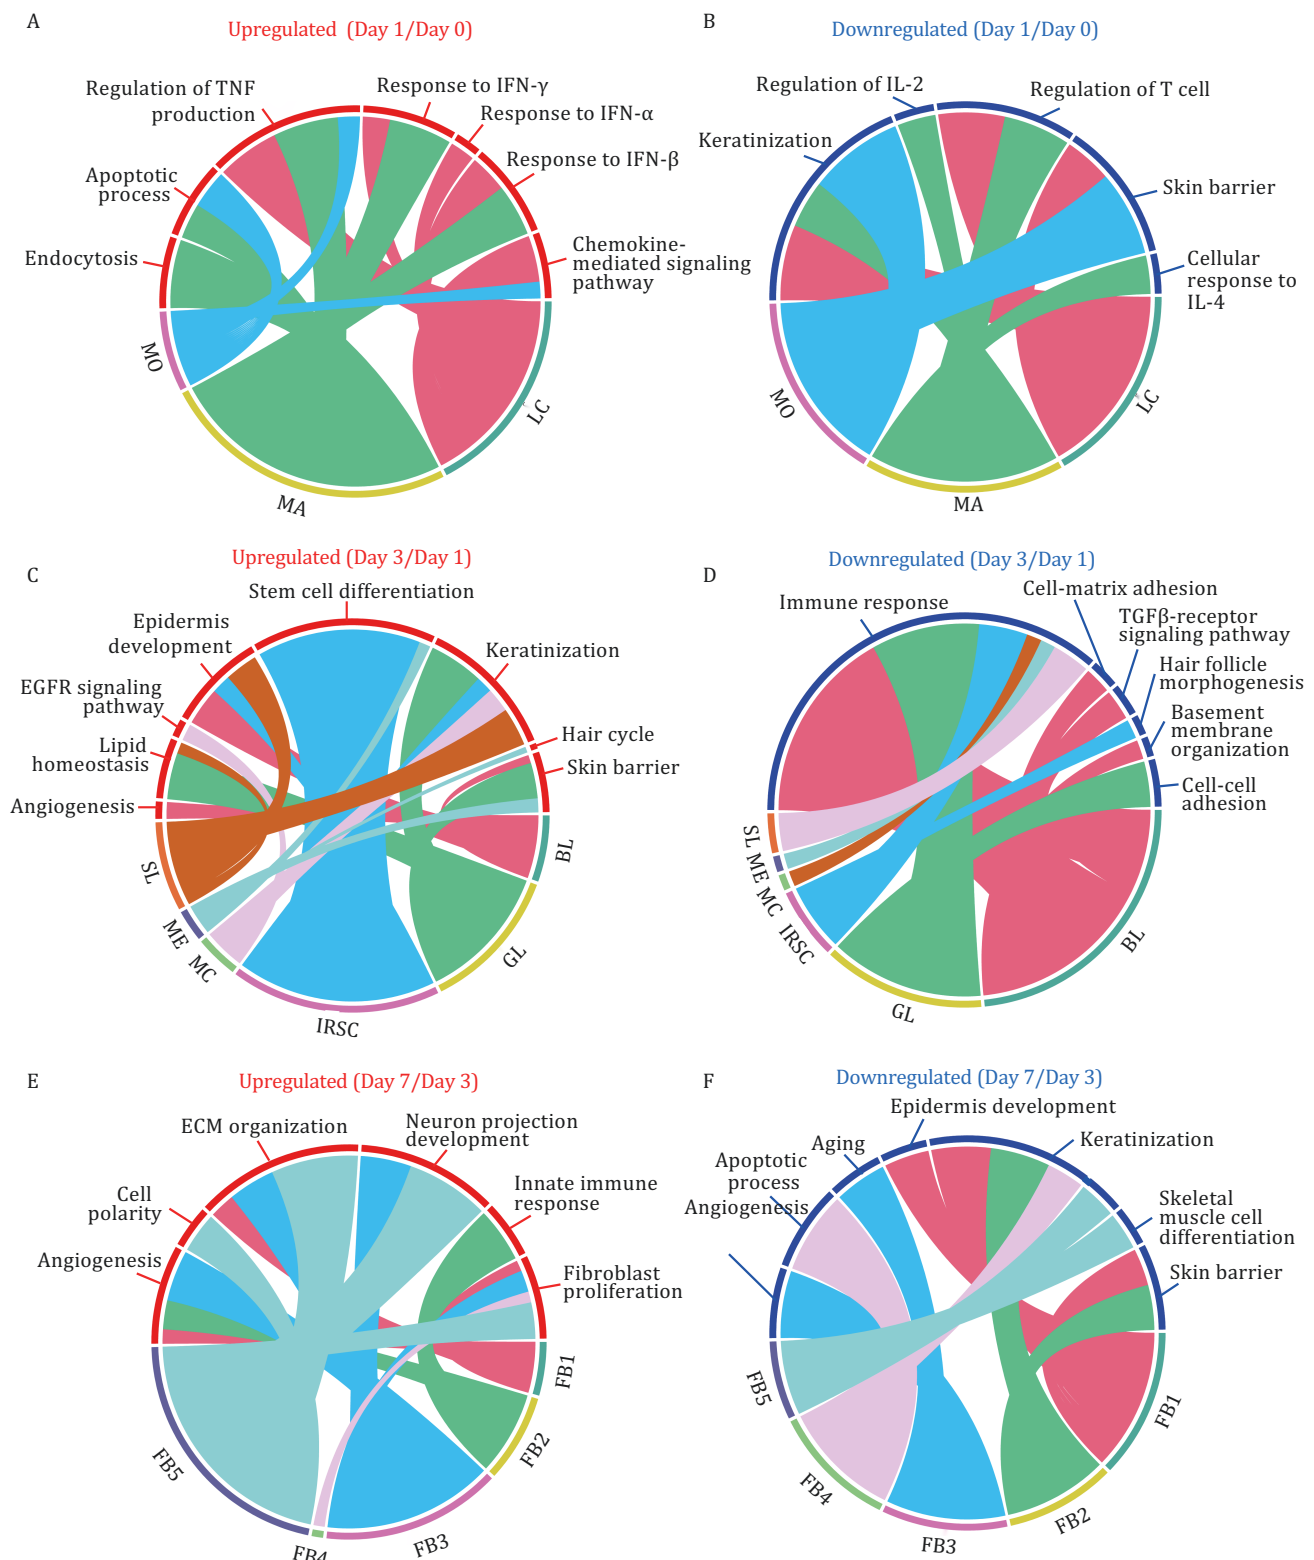 A
Upregulated (Day 1/Day 0)
Regulation of TNF
production
Response to IFN-γ
Response to IFN-α
Response to IFN-β
Apoptotic
process
Endocytosis
Chemokine-
mediated signaling
pathway
MO
MA
LC
B
Downregulated (Day 1/Day 0)
Regulation of IL-2
Regulation of T cell
Keratinization
Skin barrier
Cellular
response to
IL-4
MO
MA
LC
C
Upregulated (Day 3/Day 1)
Stem cell differentiation
Epidermis
development
Keratinization
EGFR signaling
pathway
Lipid
homeostasis
Hair cycle
Skin barrier
Angiogenesis
SL
ME
MC
IRSC
GL
BL
D
Downregulated (Day 3/Day 1)
Immune response
Cell-matrix adhesion
TGFβ-receptor
signaling pathway
Hair follicle
morphogenesis
Basement
membrane
organization
Cell-cell
adhesion
SL
ME
MC
IRSC
GL
BL
E
Upregulated (Day 7/Day 3)
ECM organization
Neuron projection
development
Cell
polarity
Innate immune
response
Angiogenesis
Fibroblast
proliferation
FB5
FB4
FB3
FB2
FB1
F
Downregulated (Day 7/Day 3)
Epidermis development
Aging
Keratinization
Apoptotic
process
Angiogenesis
Skeletal
muscle cell
differentiation
Skin barrier
FB5
FB4
FB3
FB2
FB1